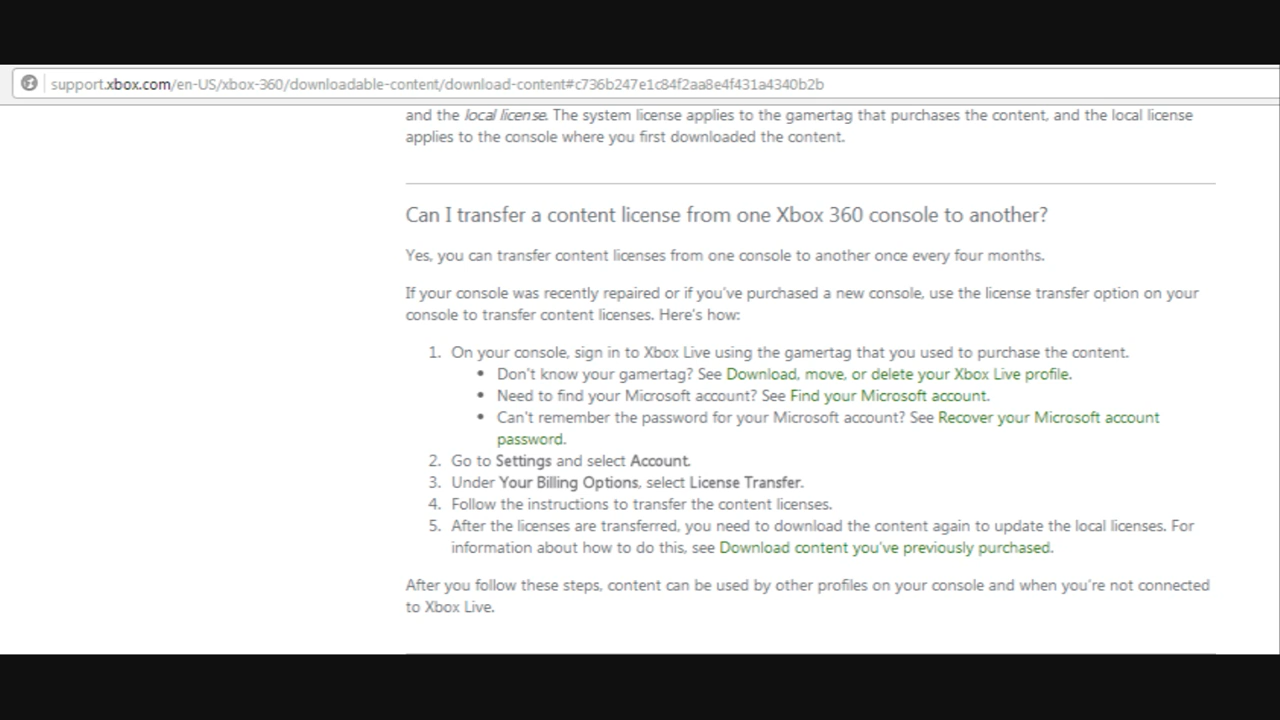 support.xbox.com/en-US/xbox-360/downloadable-content/download-content#c736b247e1c84f2aa8e4f431a4340b2b
and the local license. The system license applies to the gamertag that purchases the content, and the local license
applies to the console where you first downloaded the content.
Can I transfer a content license from one Xbox 360 console to another?
Yes, you can transfer content licenses from one console to another once every four months.
If your console was recently repaired or if you've purchased a new console, use the license transfer option on your
console to transfer content licenses. Here's how:
1. On your console, sign in to Xbox Live using the gamertag that you used to purchase the content.
• Don't know your gamertag? See Download, move, or delete your Xbox Live profile.
• Need to find your Microsoft account? See Find your Microsoft account.
• Can't remember the password for your Microsoft account? See Recover your Microsoft account
password.
2. Go to Settings and select Account.
3. Under Your Billing Options, select License Transfer.
4. Follow the instructions to transfer the content licenses.
5. After the licenses are transferred, you need to download the content again to update the local licenses. For
information about how to do this, see Download content you've previously purchased.
After you follow these steps, content can be used by other profiles on your console and when you're not connected
to Xbox Live.